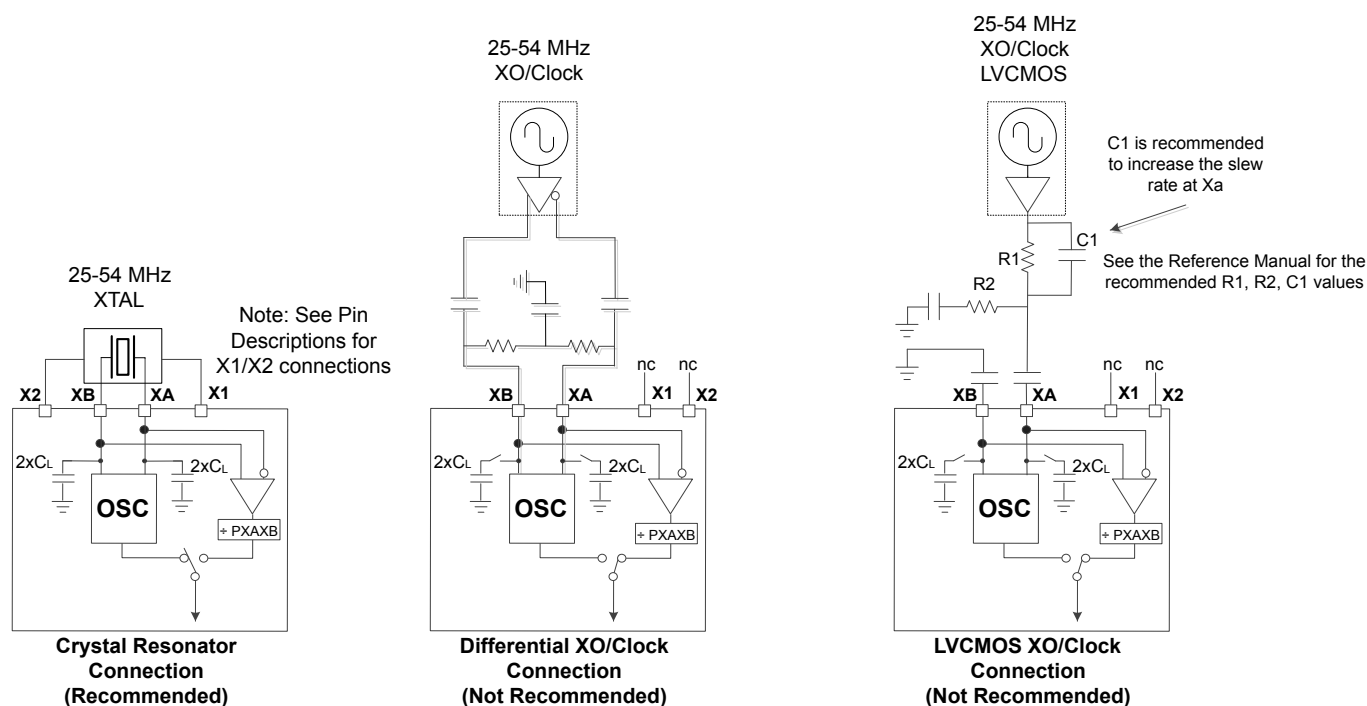 25-54 MHz
XTAL
Note: See Pin
Descriptions for
X1/X2 connections
X2 XB XA X1
2xCL
2xCL
OSC
÷ PXAXB
Crystal Resonator
Connection
(Recommended)
25-54 MHz
XO/Clock
nc nc
XB XA X1 X2
2xCL
2xCL
OSC
÷ PXAXB
Differential XO/Clock
Connection
(Not Recommended)
25-54 MHz
XO/Clock
LVCMOS
C1 is recommended
to increase the slew
rate at Xa
C1
R1
See the Reference Manual for the
recommended R1, R2, C1 values
R2
nc nc
XB XA X1 X2
2xCL
2xCL
OSC
÷ PXAXB
LVCMOS XO/Clock
Connection
(Not Recommended)